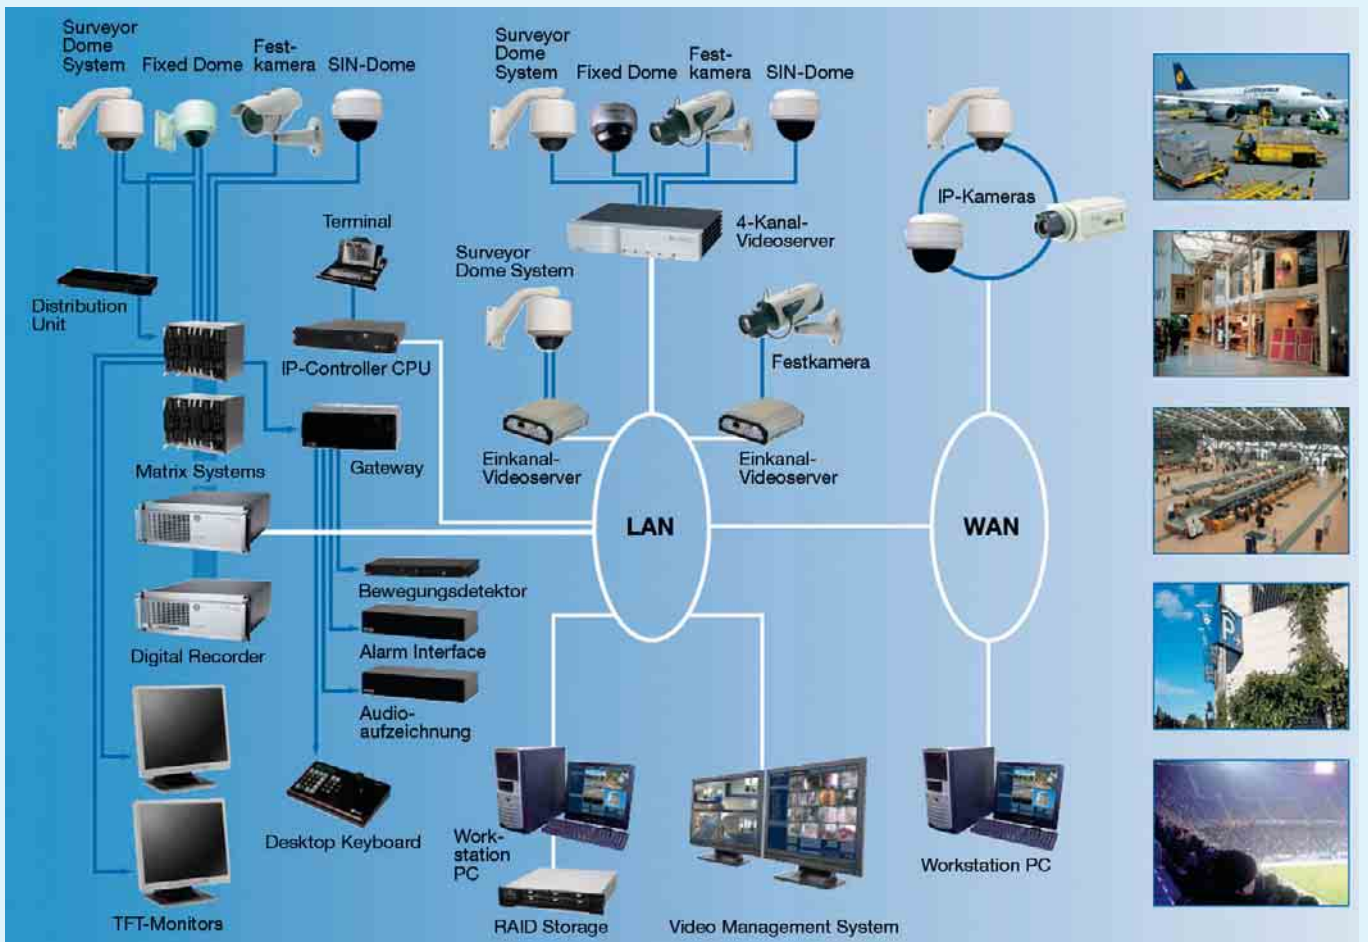 Surveyor
Dome
System
Fixed Dome
Fest-
kamera
SIN-Dome
Surveyor
Dome
System
Fixed Dome
Fest-
kamera
SIN-Dome
IP-Kameras
Terminal
4-Kanal-
Videoserver
Surveyor
Dome System
Distribution
Unit
IP-Controller CPU
Festkamera
Matrix Systems
Gateway
Einkanal-
Videoserver
Einkanal-
Videoserver
LAN
WAN
Bewegungsdetektor
Alarm Interface
Digital Recorder
Audio-
aufzeichnung
Desktop Keyboard
Work-
station
PC
Workstation PC
TFT-Monitors
RAID Storage
Video Management System
P